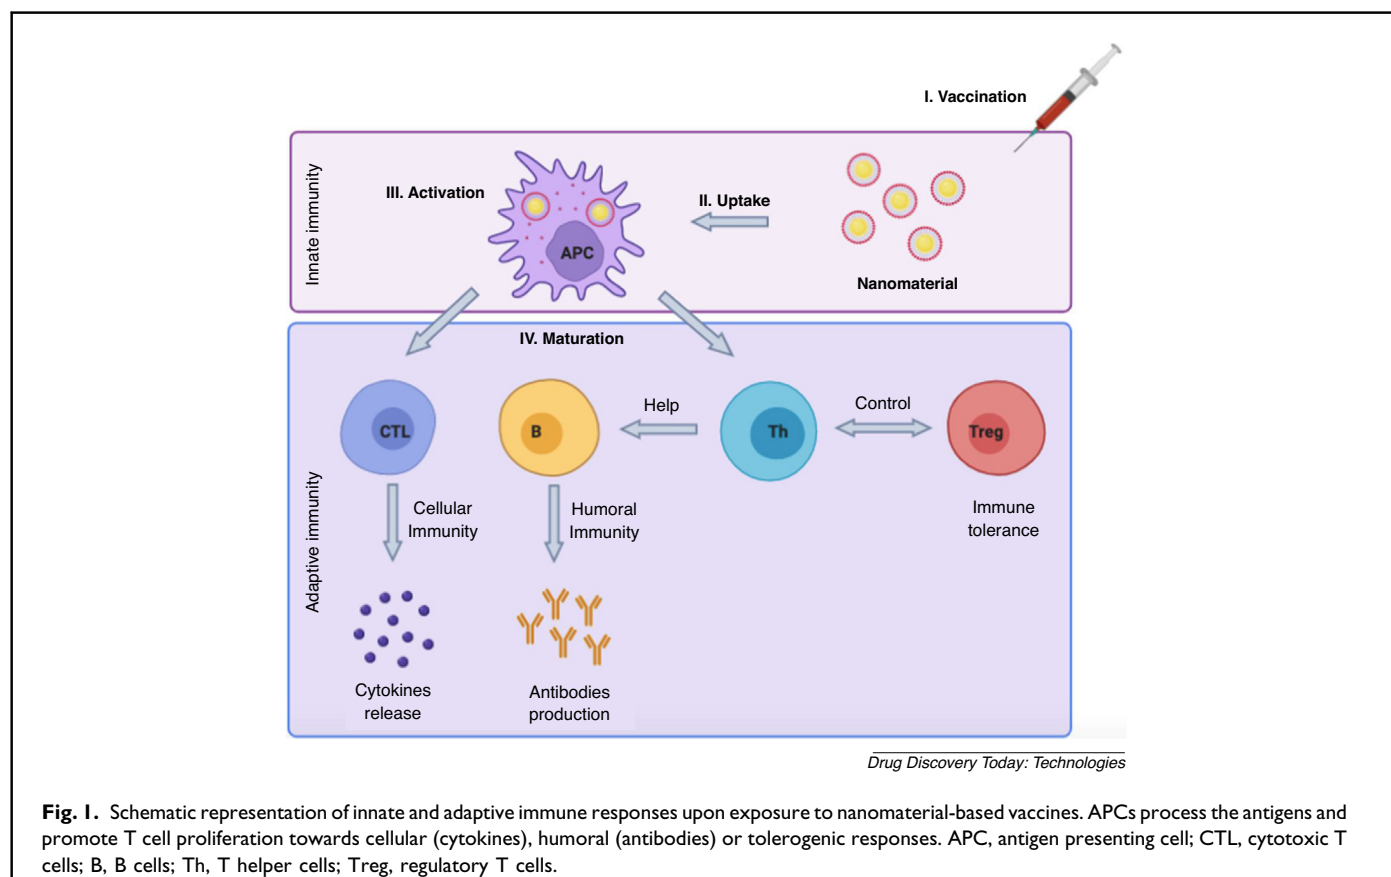 I. Vaccination
Innate immunity
III. Activation
II. Uptake
APC
Nanomaterial
IV. Maturation
Adaptive immunity
CTL
B
Help
Th
Control
Treg
Cellular
Immunity
Humoral
Immunity
Immune
tolerance
Cytokines
release
Antibodies
production
Drug Discovery Today: Technologies
Fig. 1. Schematic representation of innate and adaptive immune responses upon exposure to nanomaterial-based vaccines. APCs process the antigens and
promote T cell proliferation towards cellular (cytokines), humoral (antibodies) or tolerogenic responses. APC, antigen presenting cell; CTL, cytotoxic T
cells; B, B cells; Th, T helper cells; Treg, regulatory T cells.